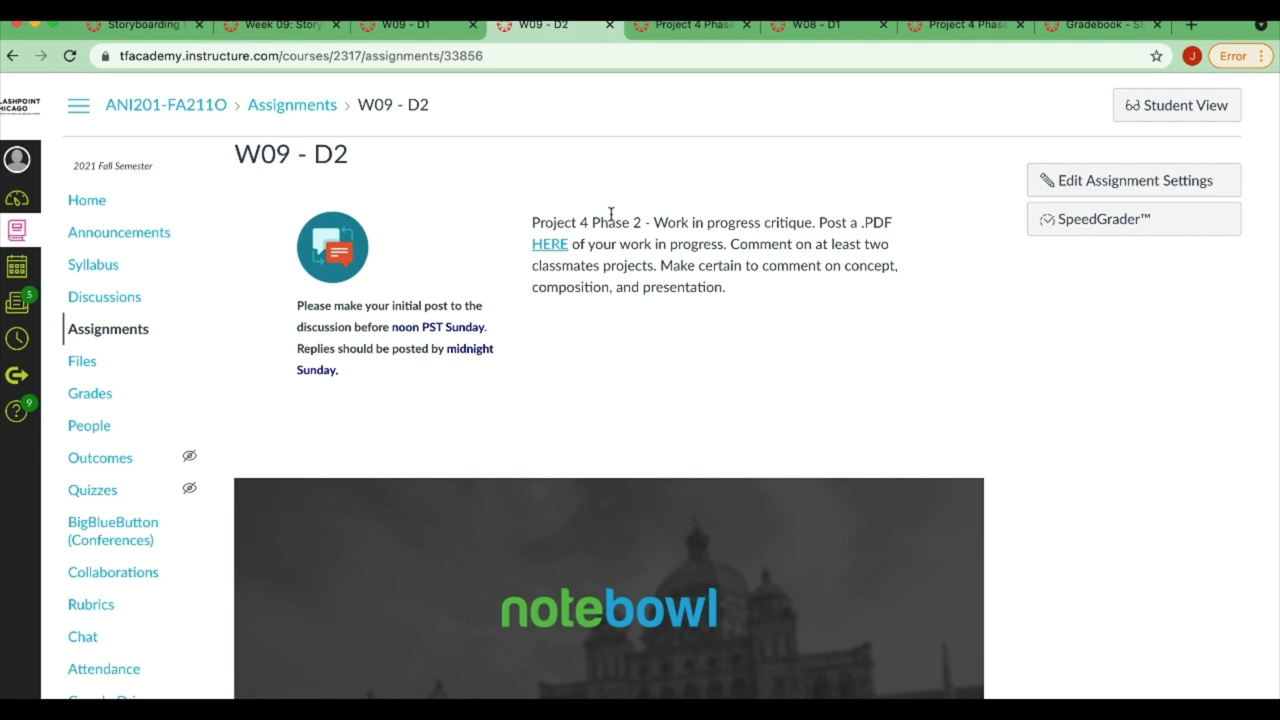 Storyboarding
Week 09: Story
W09 - D1
W09 - D2
Project 4 Phase
W08 - D1
Project 4 Phase
Gradebook - S
tfacademy.instructure.com/courses/2317/assignments/33856
J
Error
LASHPOINT
HICAGO
ANI201-FA211O > Assignments > W09 - D2
Student View
2021 Fall Semester
W09 - D2
Edit Assignment Settings
SpeedGrader™
Home
Announcements
Syllabus
Discussions
Assignments
Files
Grades
People
Outcomes
Quizzes
BigBlueButton
(Conferences)
Collaborations
Rubrics
Chat
Attendance
5
9
Project 4 Phase 2 - Work in progress critique. Post a .PDF
HERE of your work in progress. Comment on at least two
classmates projects. Make certain to comment on concept,
composition, and presentation.
Please make your initial post to the
discussion before noon PST Sunday.
Replies should be posted by midnight
Sunday.
notebowl